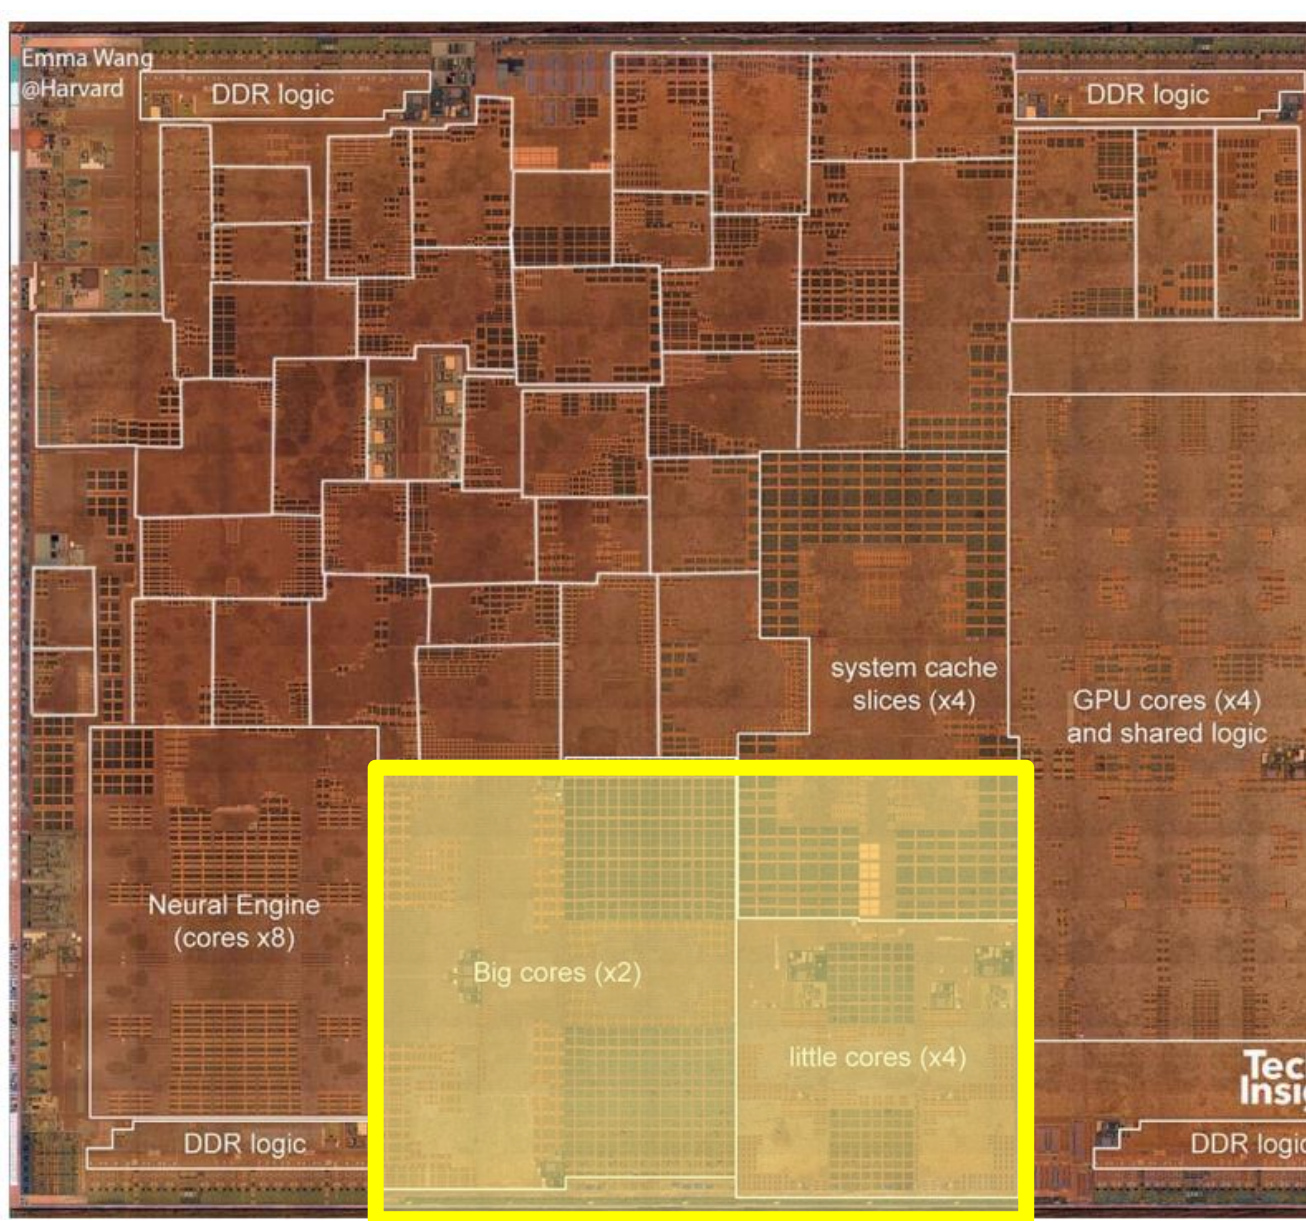 Emma Wang
@Harvard
DDR logic
DDR logic
system cache
slices (x4)
GPU cores (x4)
and shared logic
Neural Engine
(cores x8)
Big cores (x2)
little cores (x4)
DDR logic
DDR logic